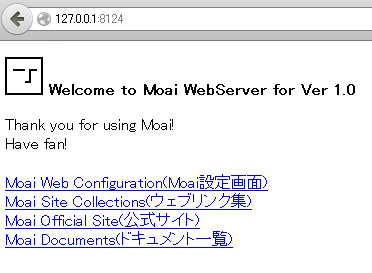 127.0.0.1:8124
Welcome to Moai WebServer for Ver 1.0
Thank you for using Moai!
Have fan!
Moai Web Configuration(Moai設定画面)
Moai Site Collections(ウェブリンク集)
Moai Official Site(公式サイト)
Moai Documents(ドキュメント一覧)